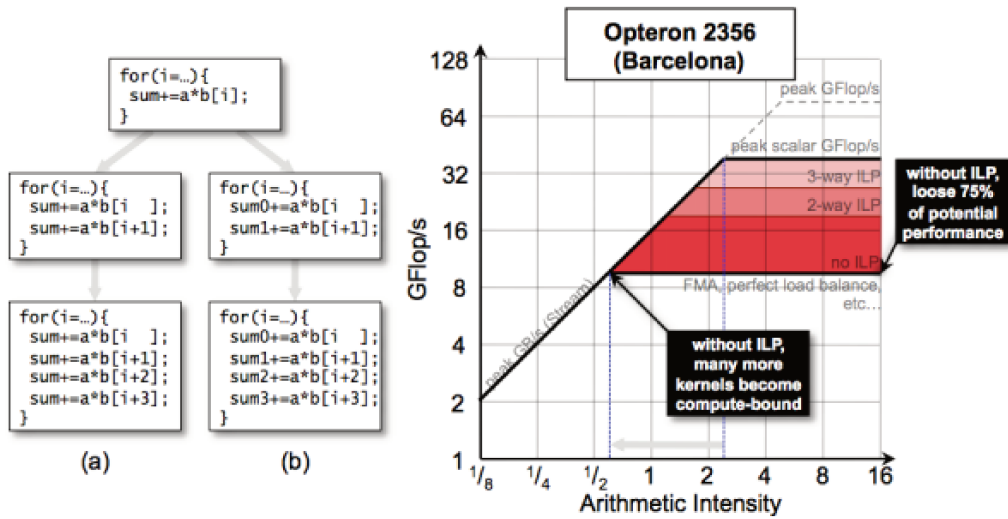 for(i=…){
sum+=a*b[i];
}
for(i=…){
sum+=a*b[i  ];
sum+=a*b[i+1];
}
for(i=…){
sum0+=a*b[i  ];
sum1+=a*b[i+1];
}
for(i=…){
sum+=a*b[i  ];
sum+=a*b[i+1];
sum+=a*b[i+2];
sum+=a*b[i+3];
}
for(i=…){
sum0+=a*b[i  ];
sum1+=a*b[i+1];
sum2+=a*b[i+2];
sum3+=a*b[i+3];
}
(a)
(b)
Opteron 2356
(Barcelona)
GFlop/s
128
64
32
16
8
4
2
1
peak GFlop/s
peak scalar GFlop/s
3-way ILP
2-way ILP
no ILP
FMA, perfect load balance,
etc…
peak GB/s (Stream)
without ILP,
loose 75%
of potential
performance
without ILP,
many more
kernels become
compute-bound
1/8
1/4
1/2
1
2
4
8
16
Arithmetic Intensity